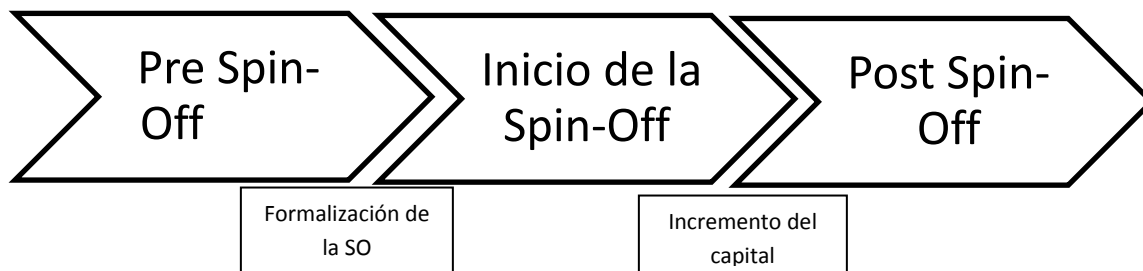 Pre Spin-
Off
Inicio de la
Spin-Off
Post Spin-
Off
Formalización de
la SO
Incremento del
capital